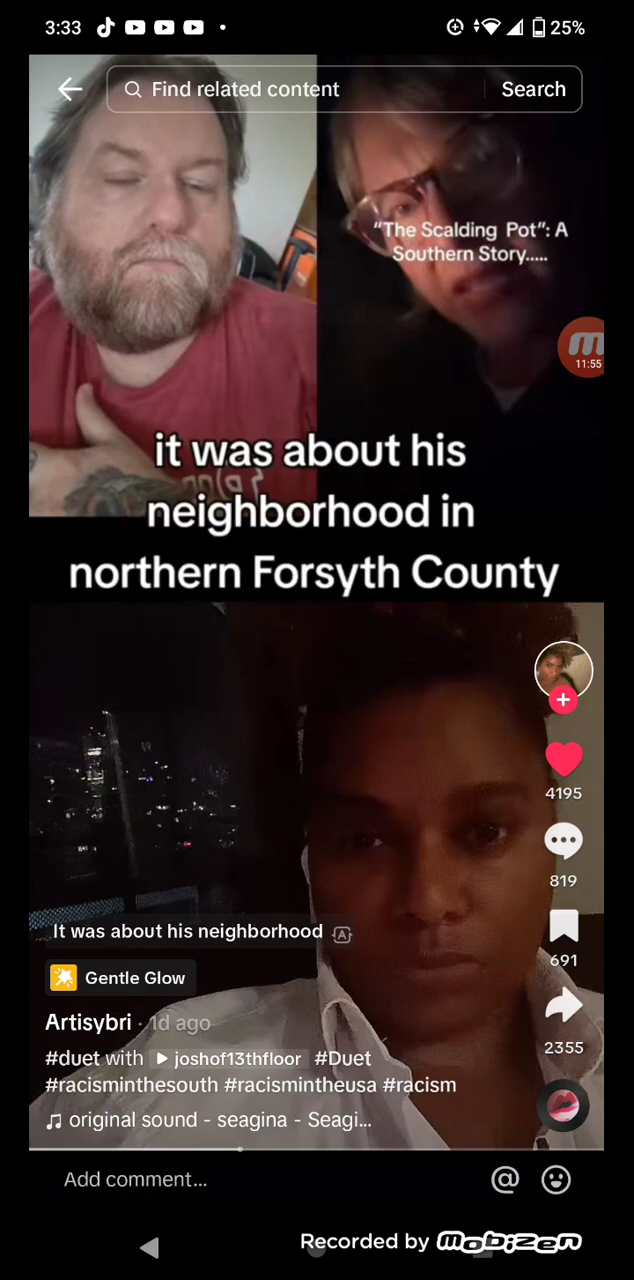 3:33
25%
Find related content
Search
"The Scalding Pot": A
Southern Story.....
11:55
it was about his
neighborhood in
northern Forsyth County
4195
819
It was about his neighborhood
A
691
Gentle Glow
Artisybri · 1d ago
2355
#duet with joshof13thfloor #Duet
#racisminthesouth #racismintheusa #racism
original sound - seagina - Seagi...
Add comment...
@
Recorded by mobizen